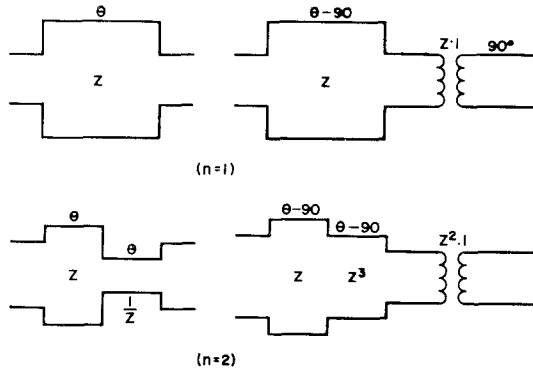 θ θ-90 Z·1 90°
Z Z
(n=1)
θ θ θ-90 θ-90 Z².1
Z 1/Z Z Z³
(n=2)